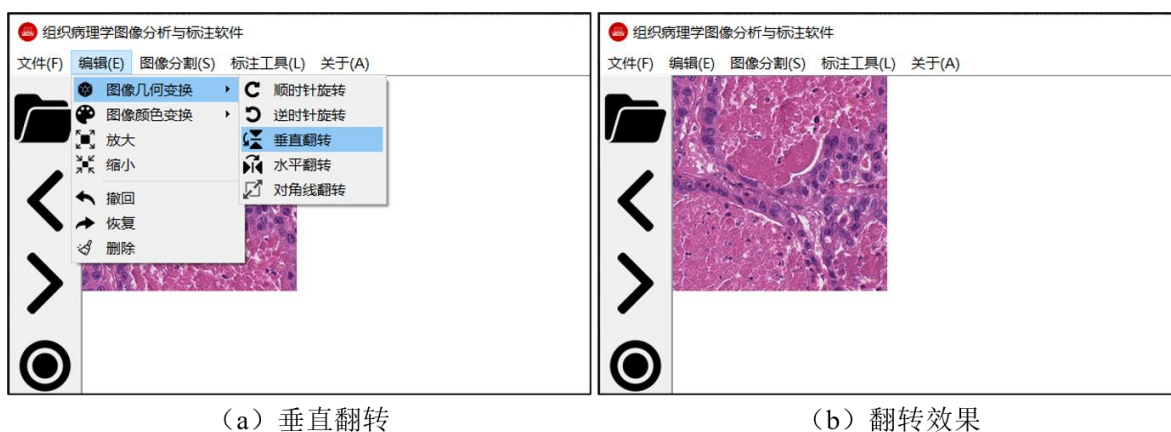 组织病理学图像分析与标注软件
文件(F) 编辑(E) 图像分割(S) 标注工具(L) 关于(A)
图像几何变换
图像颜色变换
放大
缩小
撤回
恢复
删除
顺时针旋转
逆时针旋转
垂直翻转
水平翻转
对角线翻转
(a)垂直翻转
组织病理学图像分析与标注软件
文件(F) 编辑(E) 图像分割(S) 标注工具(L) 关于(A)
(b)翻转效果